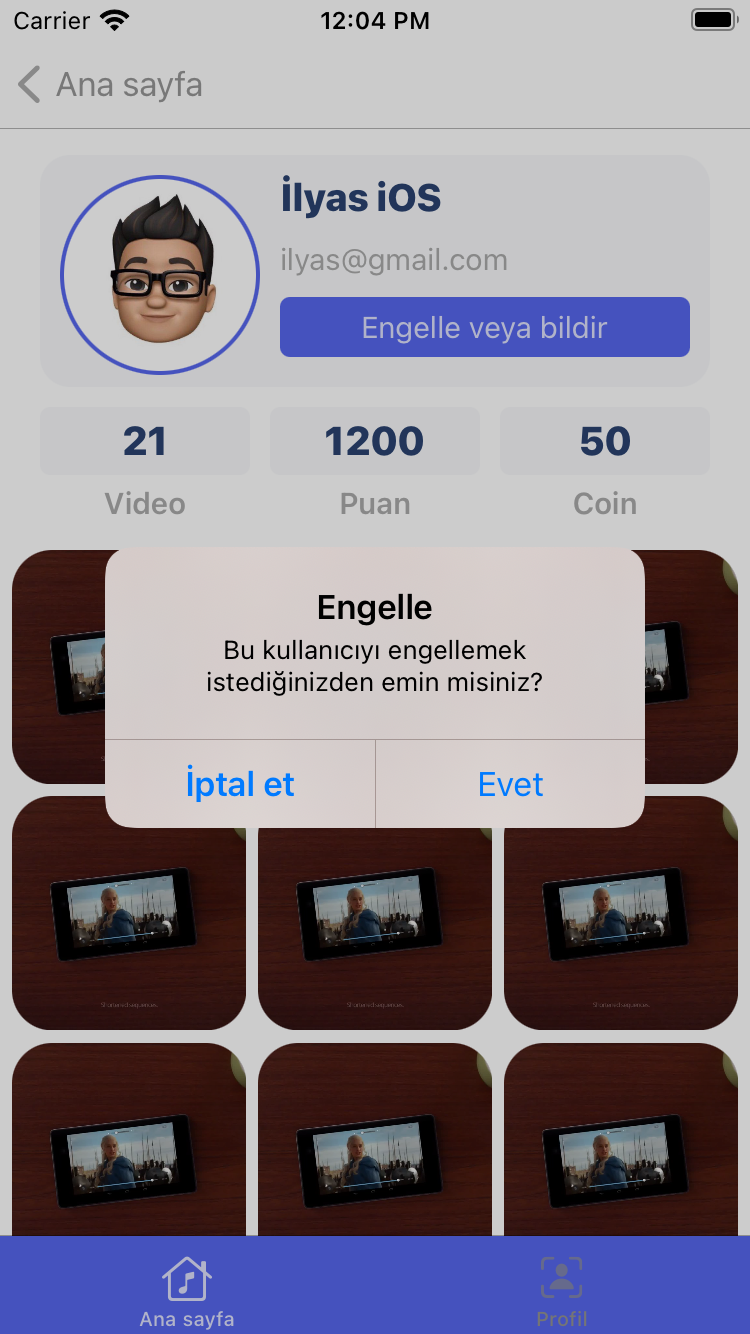 Carrier
12:04 PM
Ana sayfa
İlyas iOS
ilyas@gmail.com
Engelle veya bildir
21
1200
50
Video
Puan
Coin
Engelle
Bu kullanıcıyı engellemek
istediğinizden emin misiniz?
İptal et
Evet
Ana sayfa
Profil